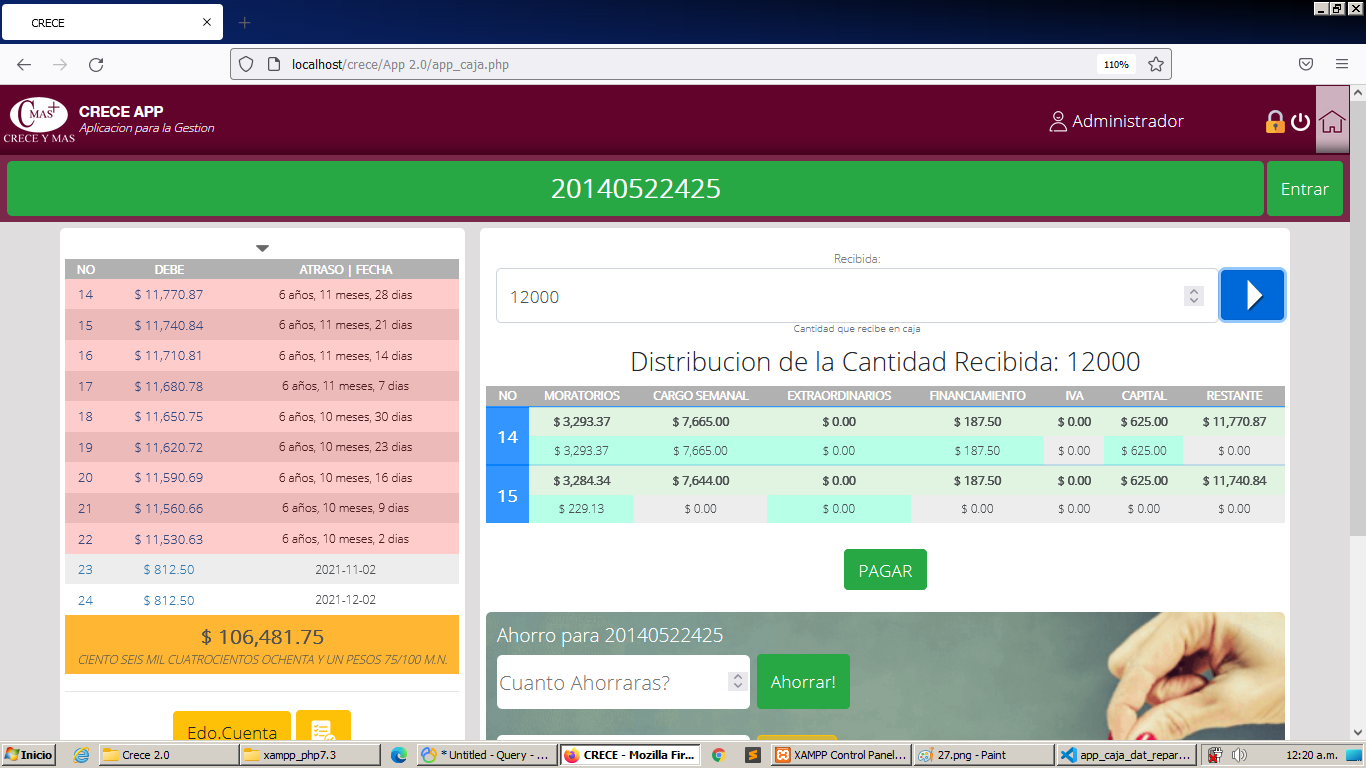 CRECE
localhost/crece/App 2.0/app_caja.php
110%
C MAS+
CRECE Y MAS
CRECE APP
Aplicacion para la Gestion
Administrador
20140522425
Entrar
NO DEBE ATRASO | FECHA
14 $ 11,770.87 6 años, 11 meses, 28 dias
15 $ 11,740.84 6 años, 11 meses, 21 dias
16 $ 11,710.81 6 años, 11 meses, 14 dias
17 $ 11,680.78 6 años, 11 meses, 7 dias
18 $ 11,650.75 6 años, 10 meses, 30 dias
19 $ 11,620.72 6 años, 10 meses, 23 dias
20 $ 11,590.69 6 años, 10 meses, 16 dias
21 $ 11,560.66 6 años, 10 meses, 9 dias
22 $ 11,530.63 6 años, 10 meses, 2 dias
23 $ 812.50 2021-11-02
24 $ 812.50 2021-12-02
$ 106,481.75
CIENTO SEIS MIL CUATROCIENTOS OCHENTA Y UN PESOS 75/100 M.N.
Edo.Cuenta
Recibida:
12000
Cantidad que recibe en caja
Distribucion de la Cantidad Recibida: 12000
NO MORATORIOS CARGO SEMANAL EXTRAORDINARIOS FINANCIAMIENTO IVA CAPITAL RESTANTE
14
$ 3,293.37 $ 7,665.00 $ 0.00 $ 187.50 $ 0.00 $ 625.00 $ 11,770.87
$ 3,293.37 $ 7,665.00 $ 0.00 $ 187.50 $ 0.00 $ 625.00 $ 0.00
15
$ 3,284.34 $ 7,644.00 $ 0.00 $ 187.50 $ 0.00 $ 625.00 $ 11,740.84
$ 229.13 $ 0.00 $ 0.00 $ 0.00 $ 0.00 $ 0.00 $ 0.00
PAGAR
Ahorro para 20140522425
Cuanto Ahorraras?
Ahorrar!
Inicio
Crece 2.0
xampp_php7.3
* Untitled - Query - ...
CRECE - Mozilla Fir...
XAMPP Control Panel...
27.png - Paint
app_caja_dat_repar...
12:20 a.m.